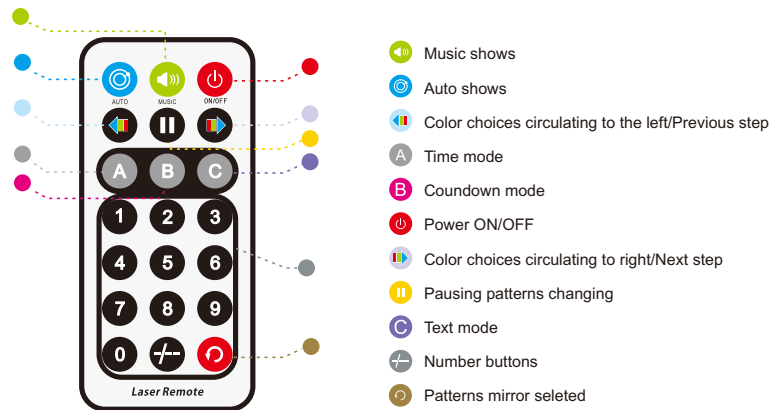 AUTO MUSIC ON/OFF
A B C
1 2 3
4 5 6
7 8 9
0 -/--
Laser Remote
Music shows
Auto shows
Color choices circulating to the left/Previous step
A Time mode
B Coundown mode
Power ON/OFF
Color choices circulating to right/Next step
Pausing patterns changing
C Text mode
-/-- Number buttons
Patterns mirror seleted